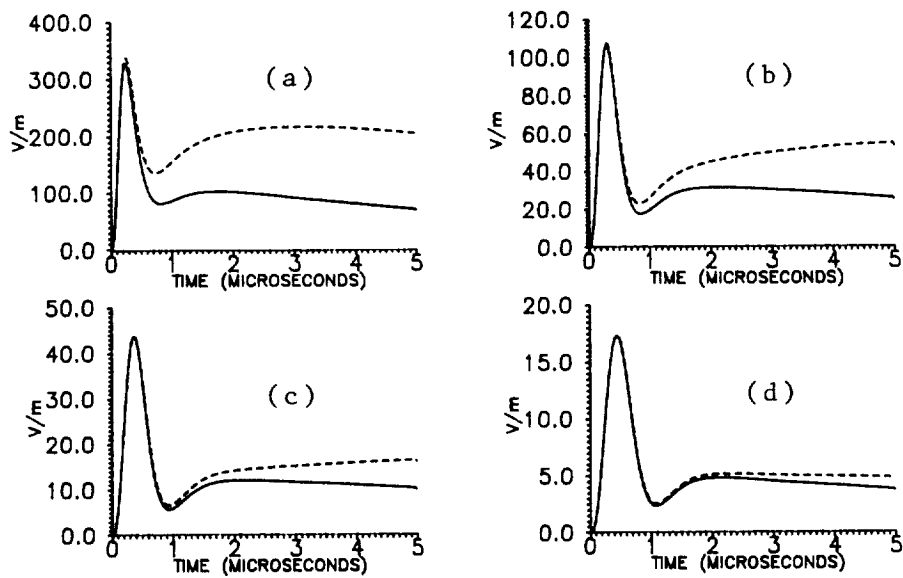 400.0
300.0
200.0
100.0
0.0
V/m
(a)
0 1 2 3 4 5
TIME (MICROSECONDS)
120.0
100.0
80.0
60.0
40.0
20.0
0.0
V/m
(b)
0 1 2 3 4 5
TIME (MICROSECONDS)
50.0
40.0
30.0
20.0
10.0
0.0
V/m
(c)
0 1 2 3 4 5
TIME (MICROSECONDS)
20.0
15.0
10.0
5.0
0.0
V/m
(d)
0 1 2 3 4 5
TIME (MICROSECONDS)